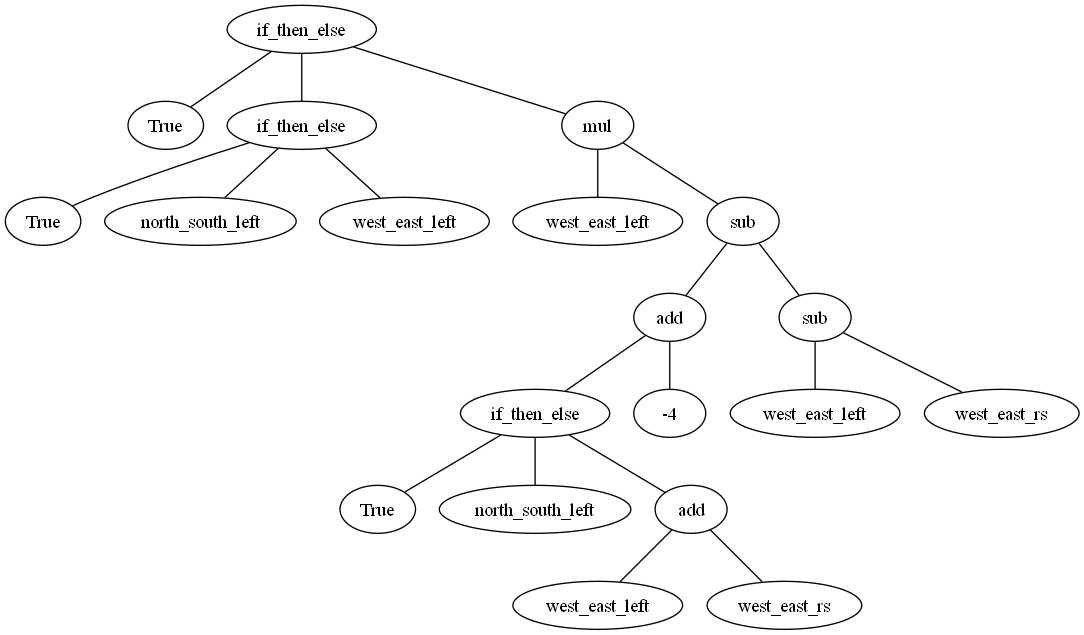 if_then_else
True
if_then_else
mul
True
north_south_left
west_east_left
west_east_left
sub
add
sub
if_then_else
-4
west_east_left
west_east_rs
True
north_south_left
add
west_east_left
west_east_rs